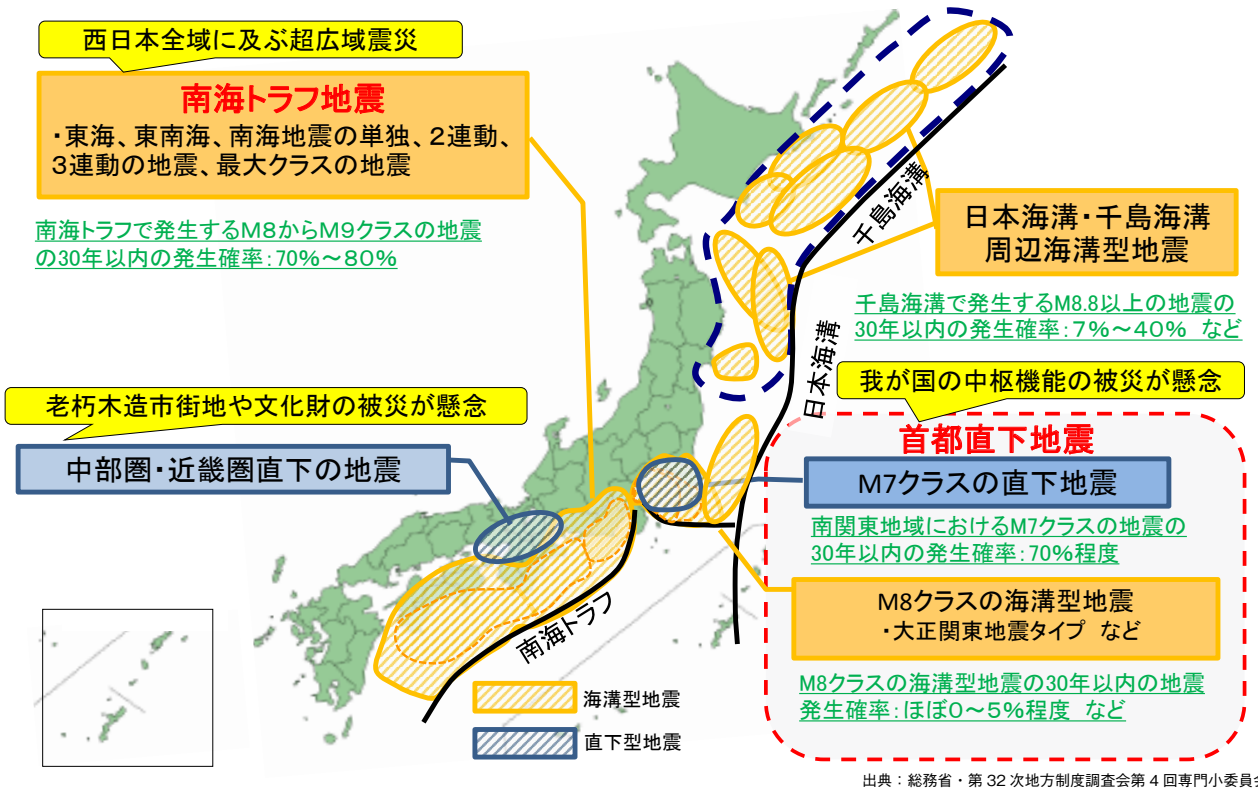 西日本全域に及ぶ超広域震災
南海トラフ地震
・東海、東南海、南海地震の単独、2連動、
3連動の地震、最大クラスの地震
南海トラフで発生するM8からM9クラスの地震
の30年以内の発生確率:70%~80%
千島海溝
日本海溝・千島海溝
周辺海溝型地震
千島海溝で発生するM8.8以上の地震の
30年以内の発生確率:7%~40% など
日本海溝
我が国の中枢機能の被災が懸念
老朽木造市街地や文化財の被災が懸念
中部圏・近畿圏直下の地震
首都直下地震
M7クラスの直下地震
南関東地域におけるM7クラスの地震の
30年以内の発生確率:70%程度
M8クラスの海溝型地震
・大正関東地震タイプ など
M8クラスの海溝型地震の30年以内の地震
発生確率:ほぼ0~5%程度 など
南海トラフ
海溝型地震
直下型地震
出典:総務省・第 32 次地方制度調査会第 4 回専門小委員会